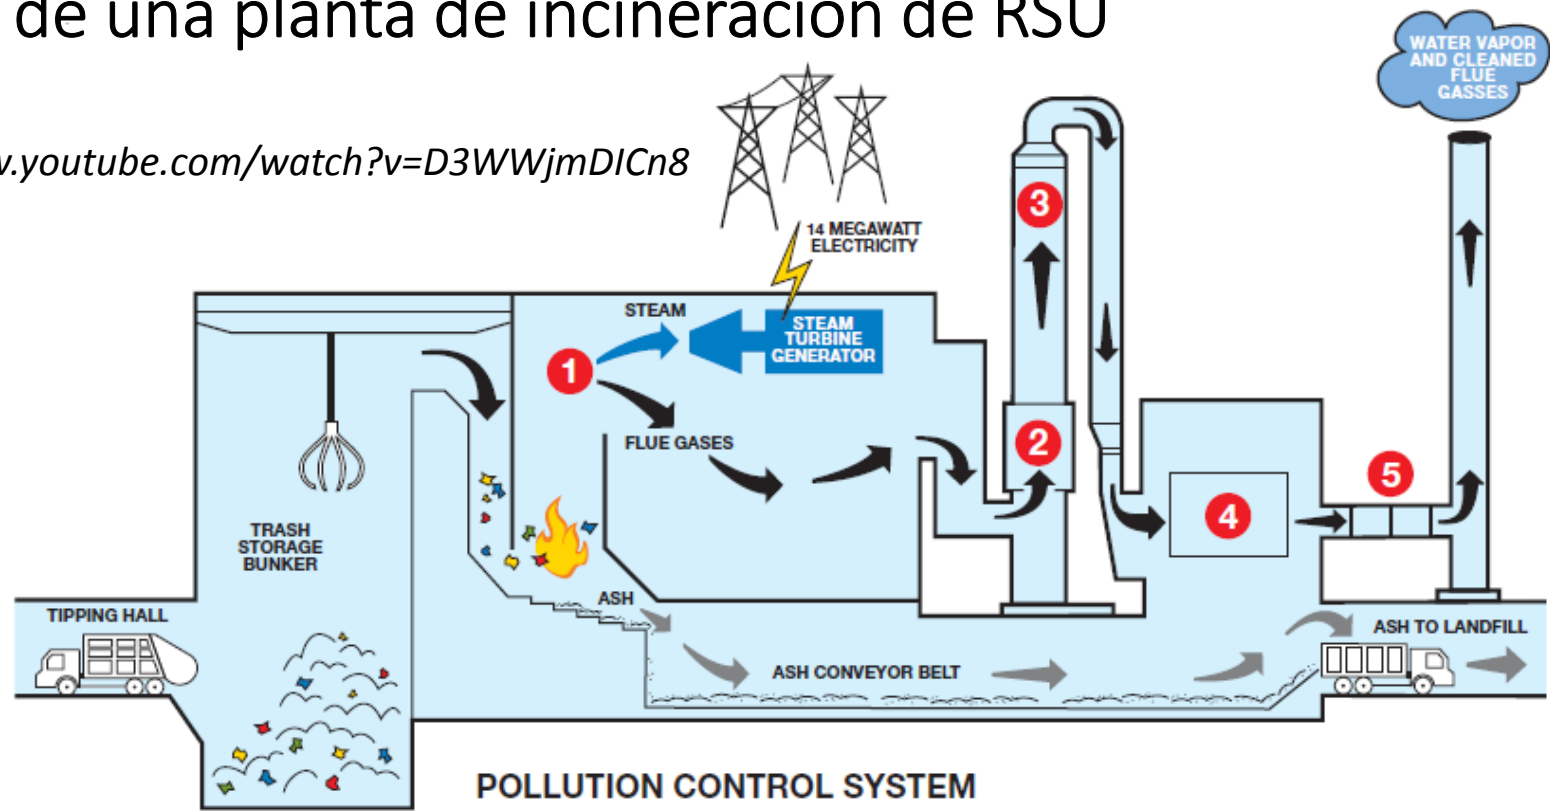 de una planta de incineración de RSU
.youtube.com/watch?v=D3WWjmDICn8
WATER VAPOR
AND CLEANED
FLUE
GASSES
14 MEGAWATT
ELECTRICITY
3
STEAM
STEAM
TURBINE
GENERATOR
1
FLUE GASES
2
5
4
TRASH
STORAGE
BUNKER
ASH
TIPPING HALL
ASH TO LANDFILL
ASH CONVEYOR BELT
POLLUTION CONTROL SYSTEM